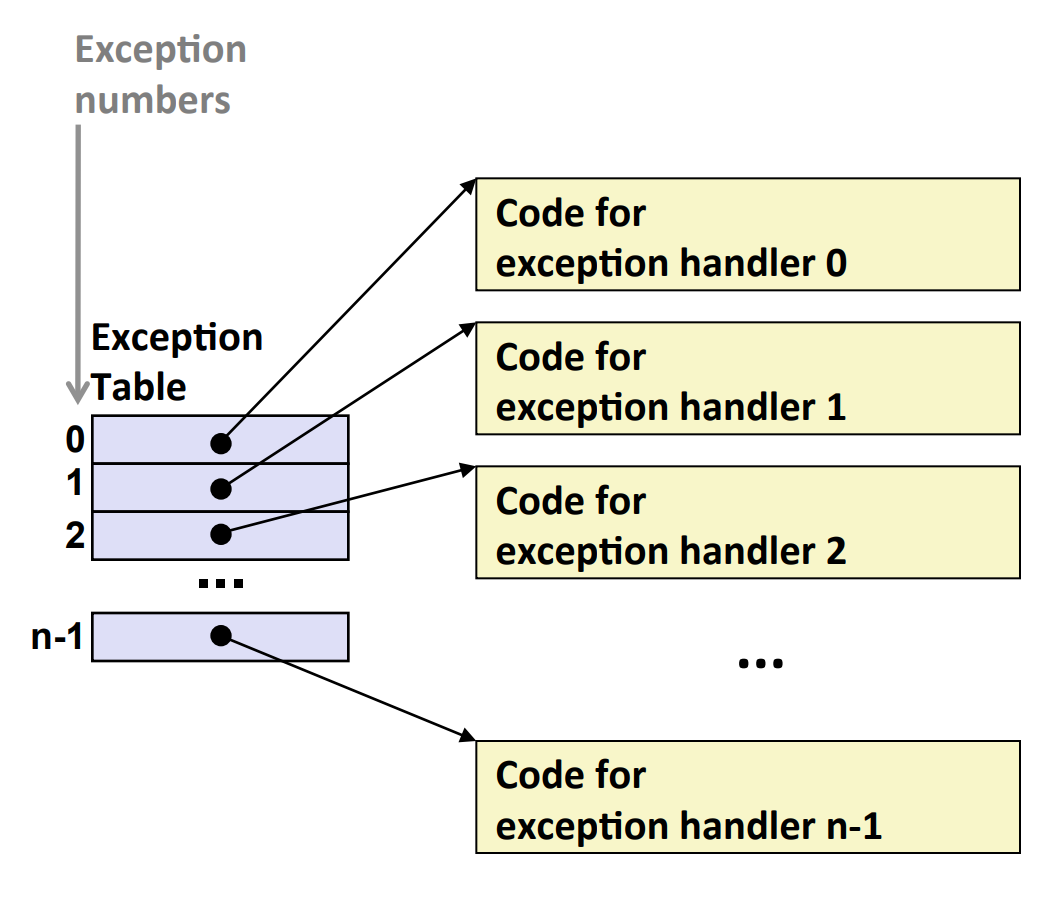 Exception
numbers
Exception
Table
0
1
2
...
n-1
Code for
exception handler 0
Code for
exception handler 1
Code for
exception handler 2
...
Code for
exception handler n-1